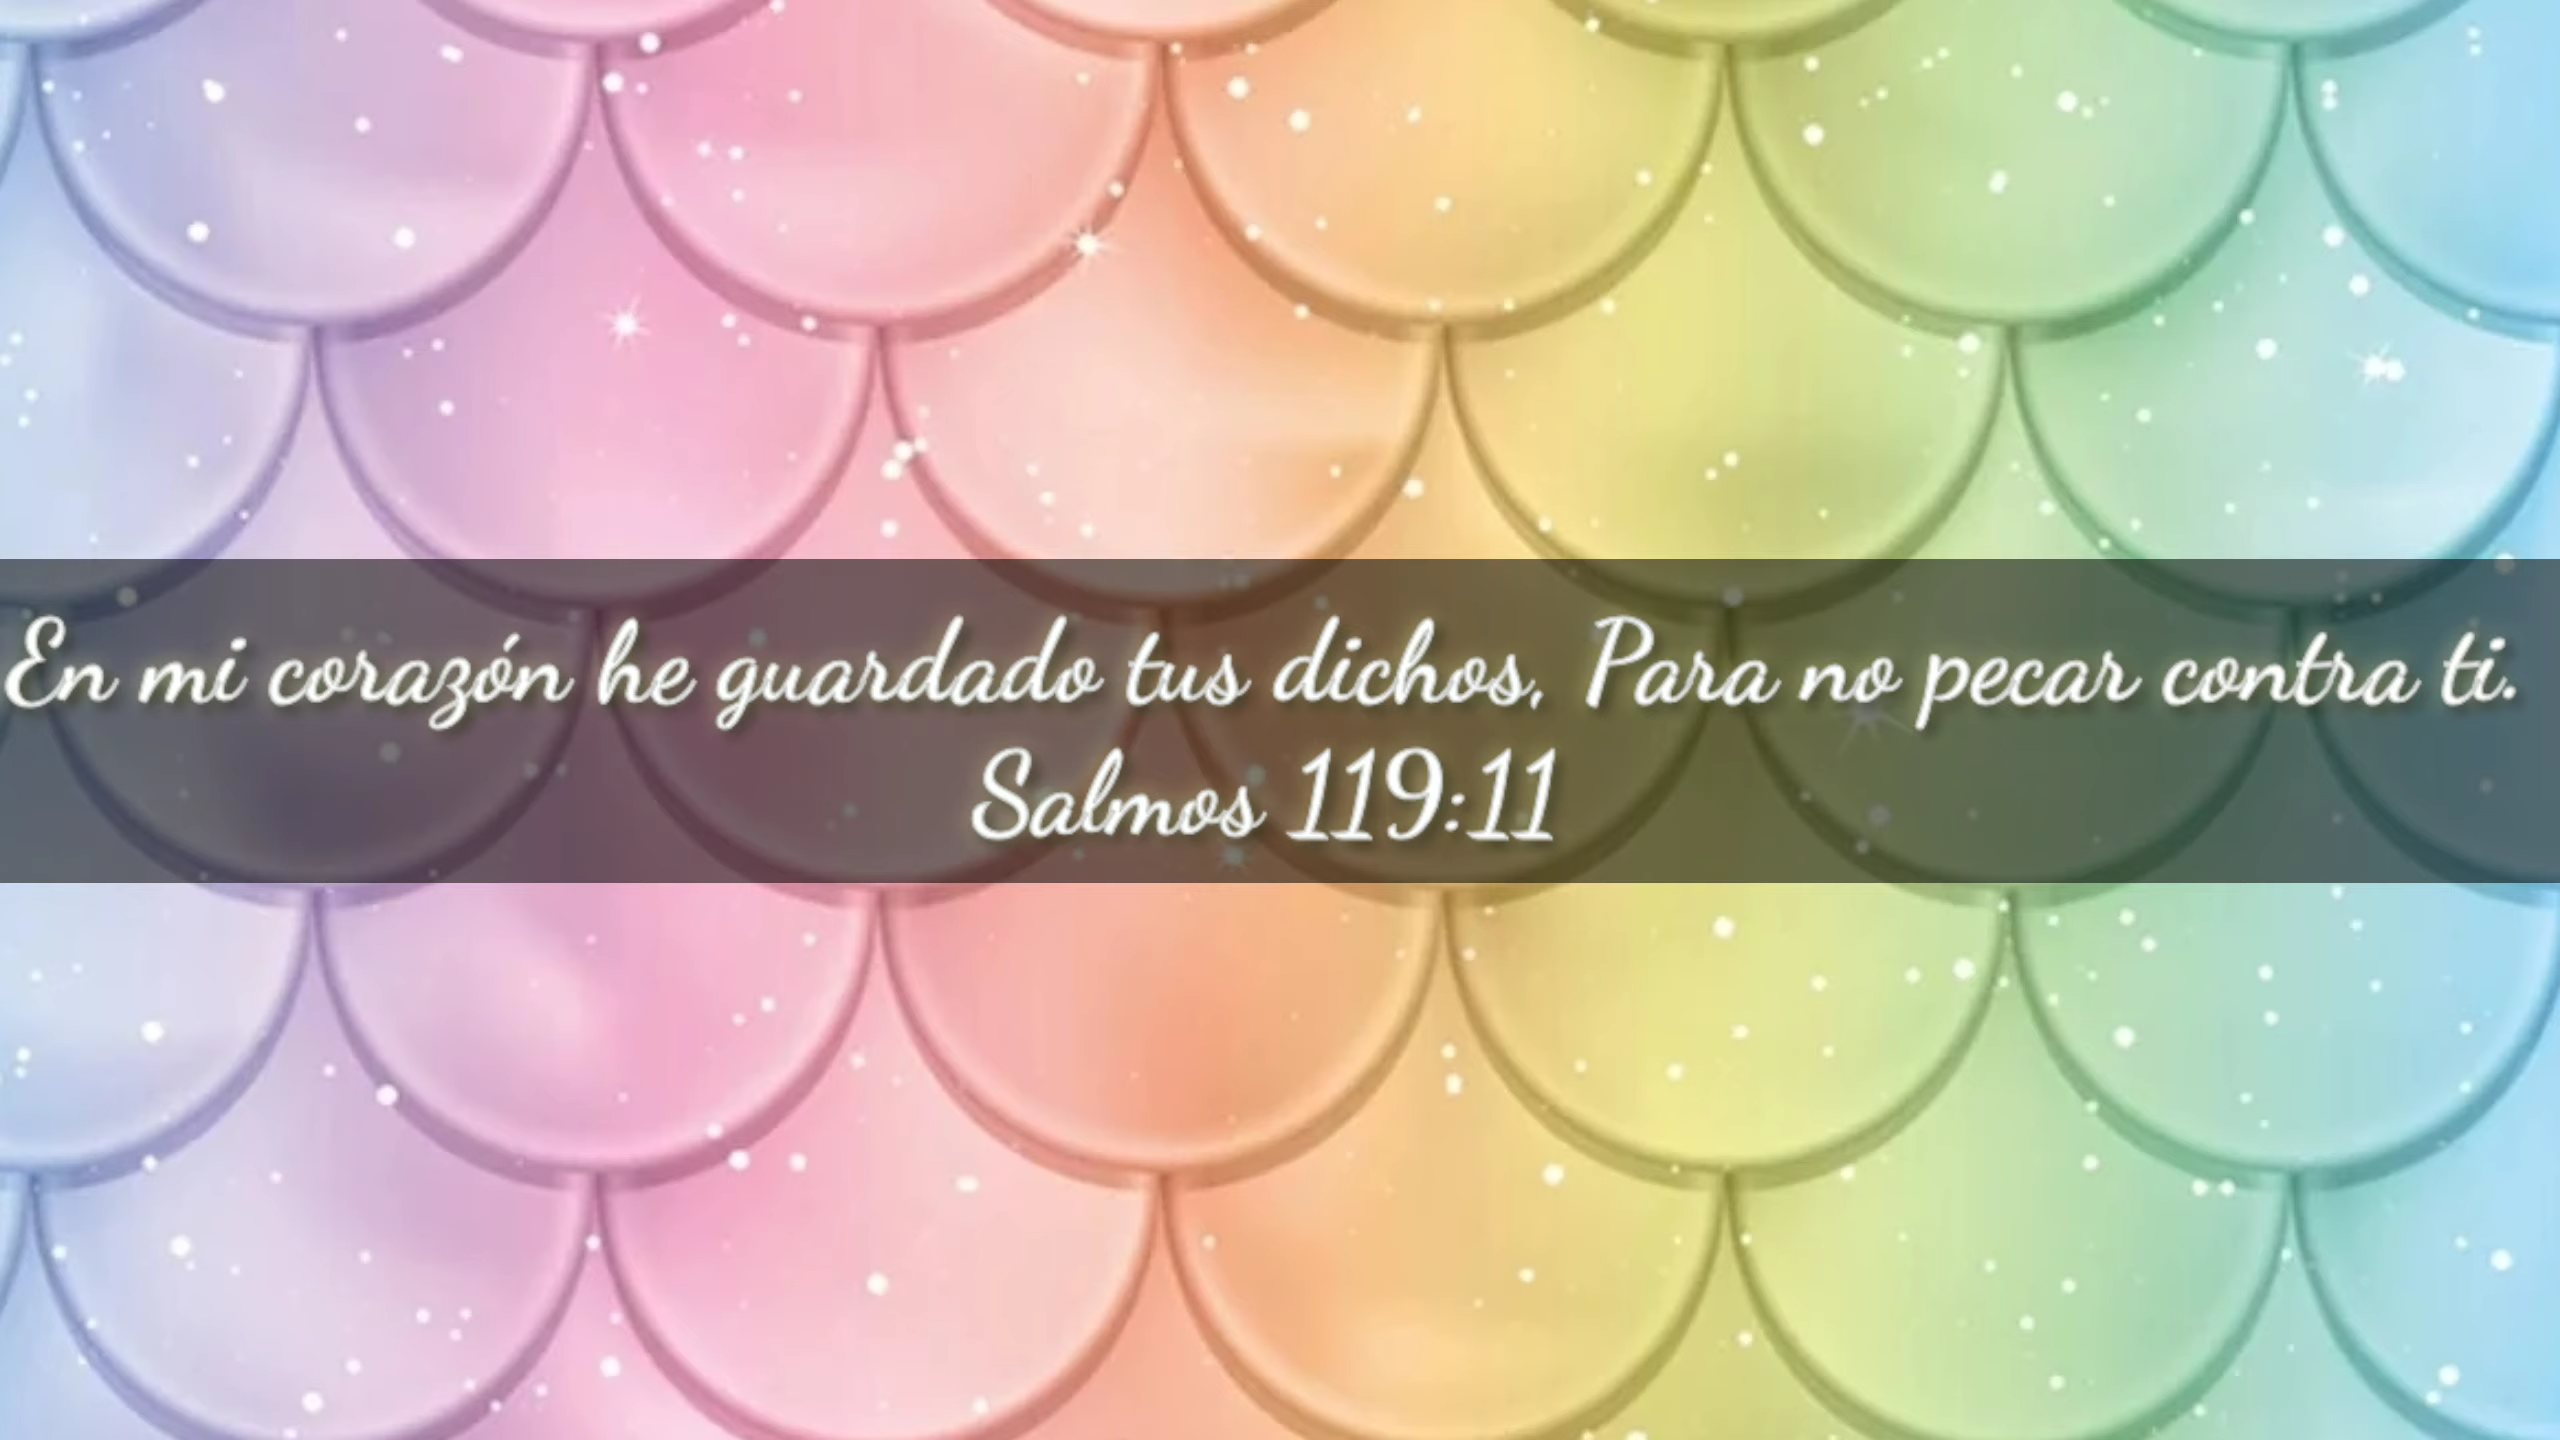 En mi corazón he guardado tus dichos, Para no pecar contra ti.
Salmos 119:11